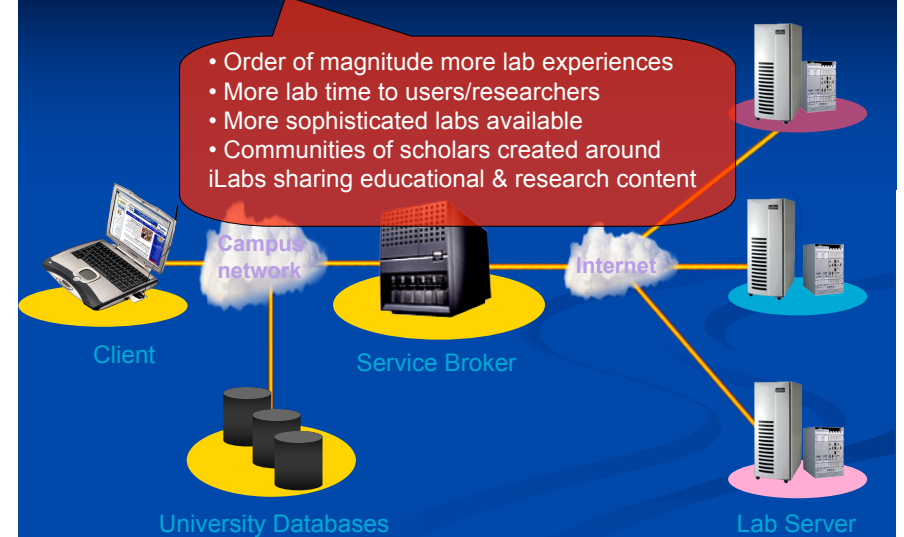 • Order of magnitude more lab experiences
• More lab time to users/researchers
• More sophisticated labs available
• Communities of scholars created around
iLabs sharing educational & research content
Campus
network
Internet
Client
Service Broker
University Databases
Lab Server